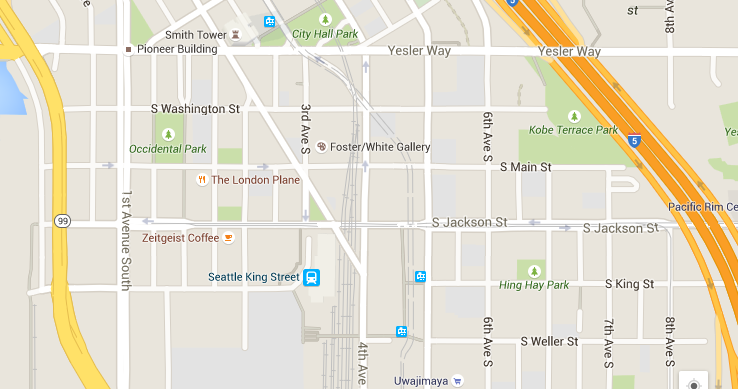 st
8th
5
City Hall Park
Smith Tower
Pioneer Building
Yesler Way
Yesler Way
S Washington St
3rd Ave S
6th Ave S
Kobe Terrace Park
5
Occidental Park
Foster/White Gallery
S Main St
The London Plane
99
1st Avenue South
S Jackson St
S Jackson St
Pacific Rim Ce
Zeitgeist Coffee
Seattle King Street
Hing Hay Park
S King St
6th Ave S
7th Ave S
8th Ave S
4th Ave
S Weller St
Uwajimaya